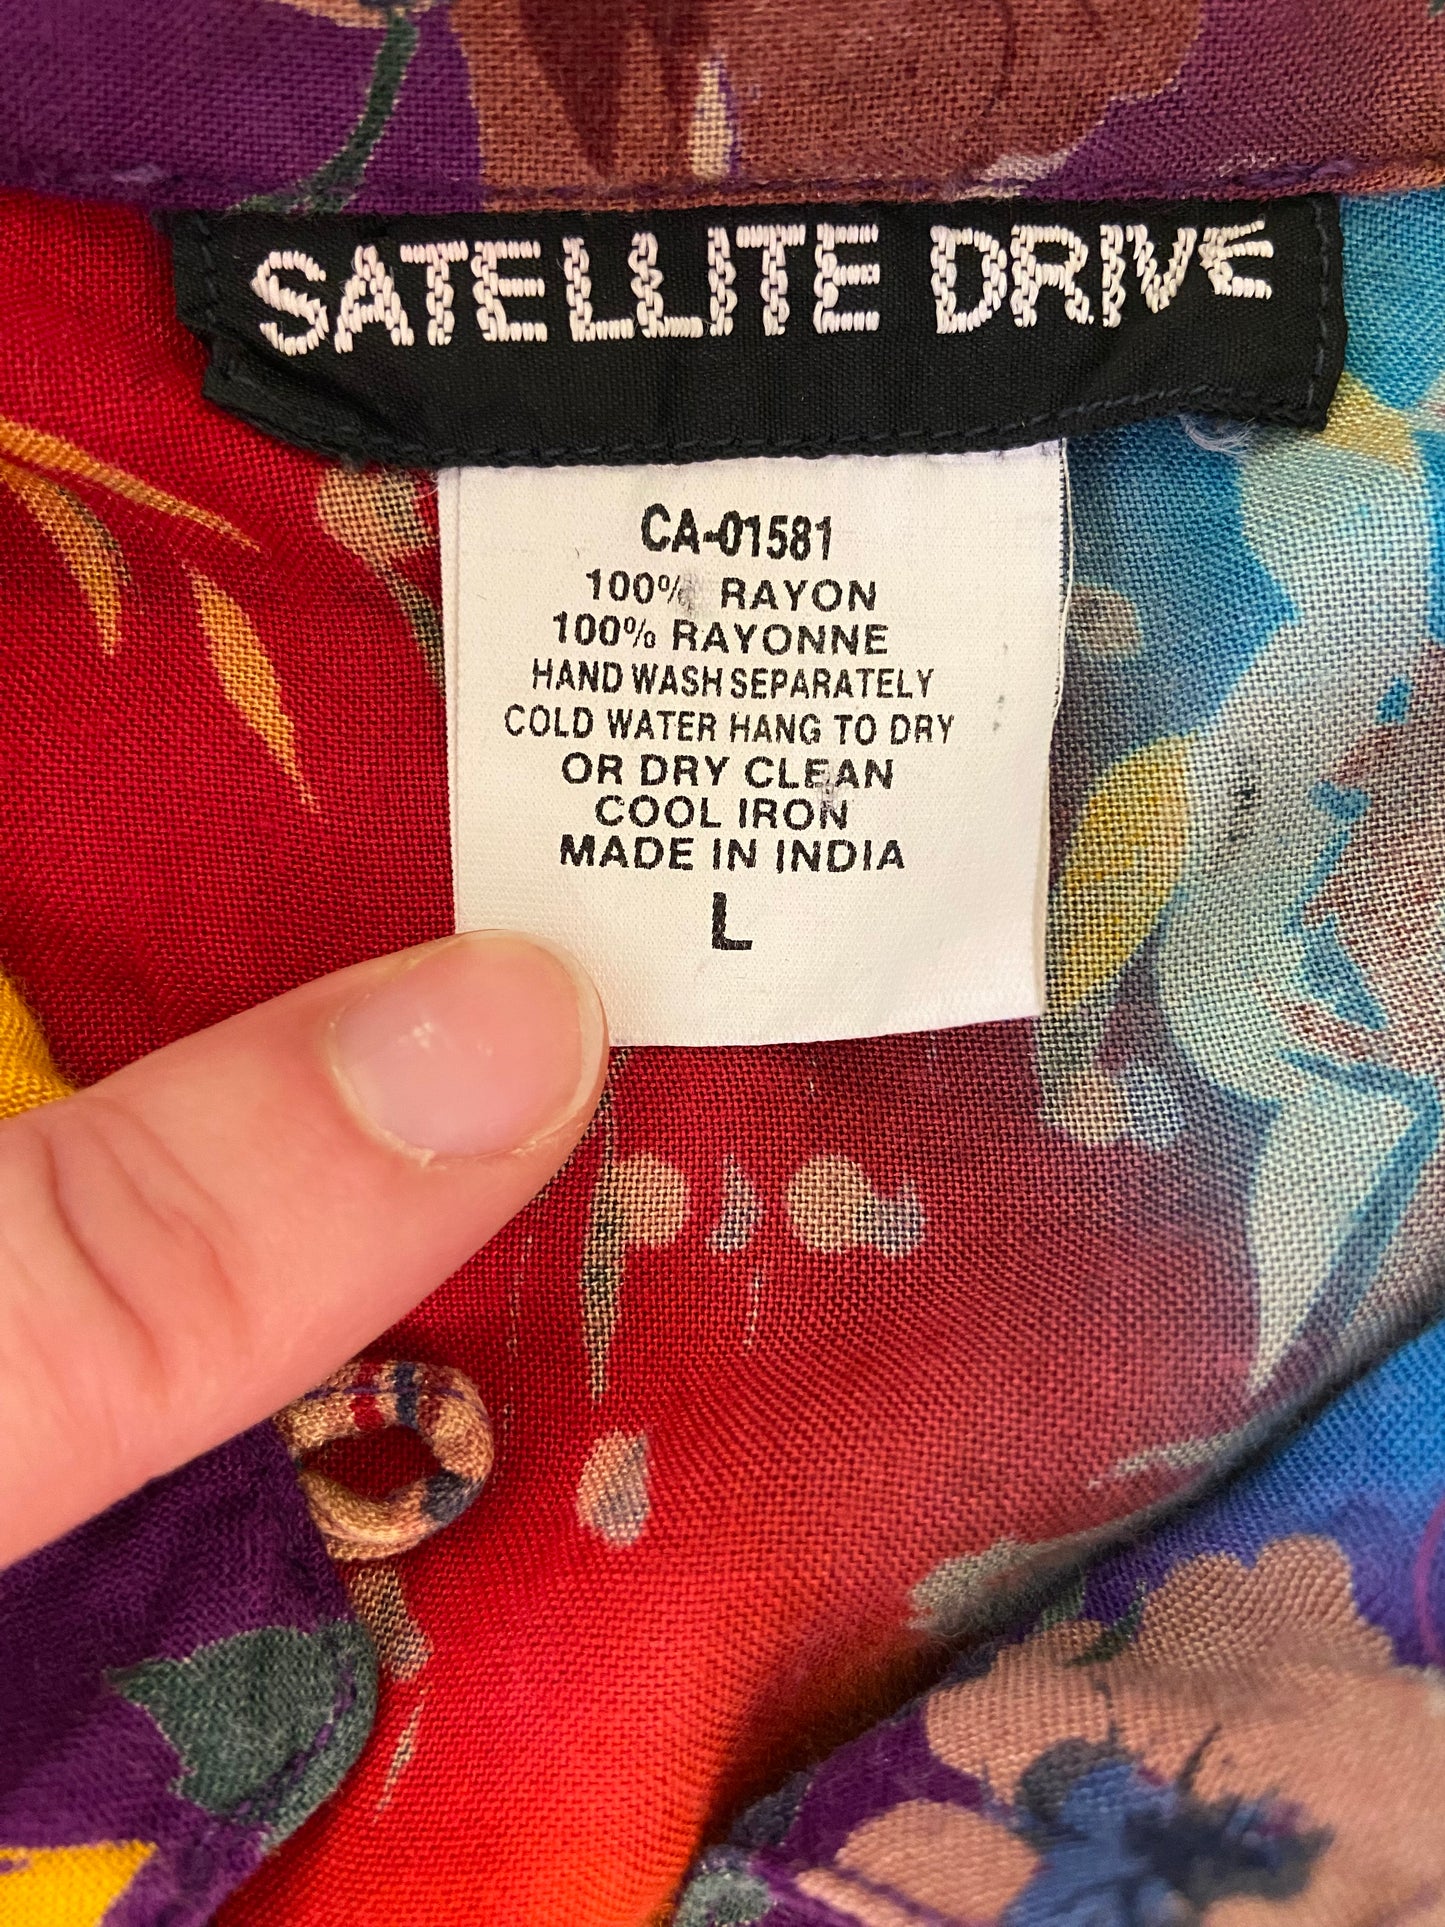 SATELLITE DRIVE
CA-01581
100% RAYON
100% RAYONNE
HAND WASH SEPARATELY
COLD WATER HANG TO DRY
OR DRY CLEAN
COOL IRON
MADE IN INDIA
L